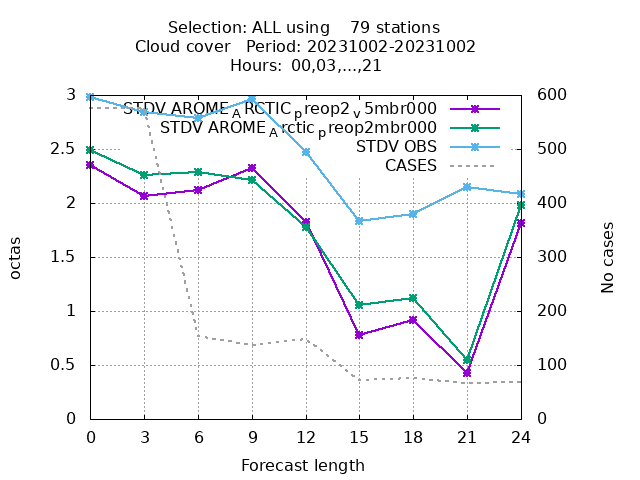 Selection: ALL using    79 stations
Cloud cover   Period: 20231002-20231002
Hours:  00,03,...,21
STDV AROME_ARCTIC_preop2_v5mbr000
STDV AROME_Arctic_preop2mbr000
STDV OBS
CASES
3
2.5
2
1.5
1
0.5
0
600
500
400
300
200
100
0
octas
No cases
0 3 6 9 12 15 18 21 24
Forecast length